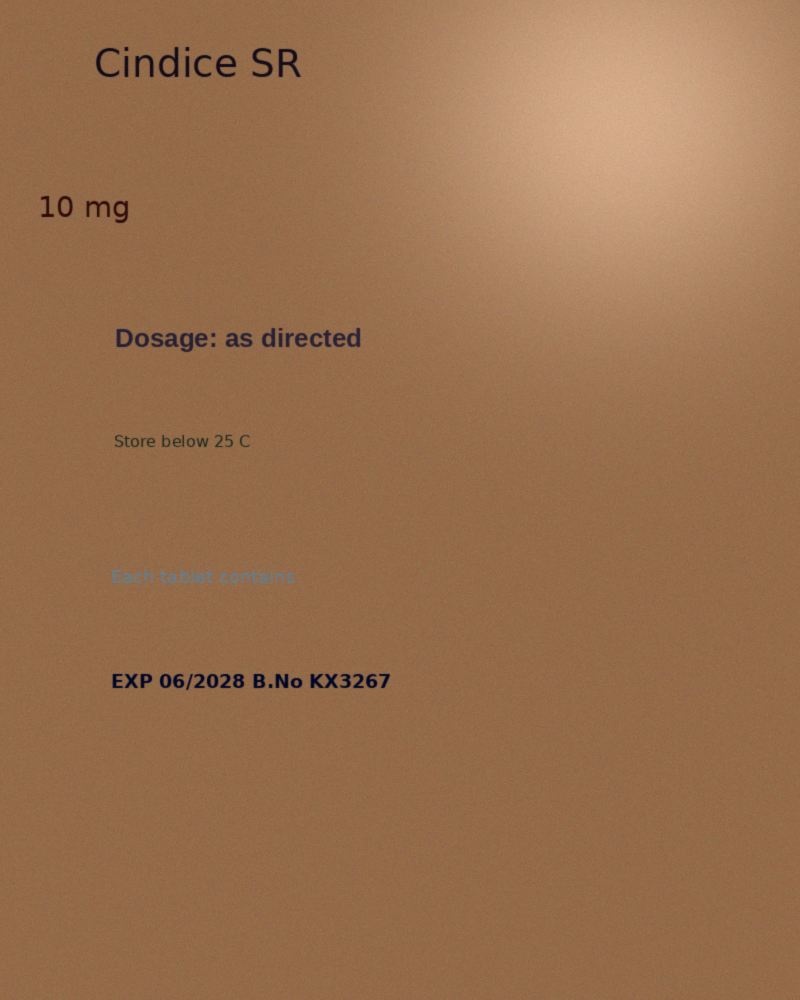 Cindice SR
10 mg
Dosage: as directed
Store below 25 C
Each tablet contains
EXP 06/2028 B.No KX3267